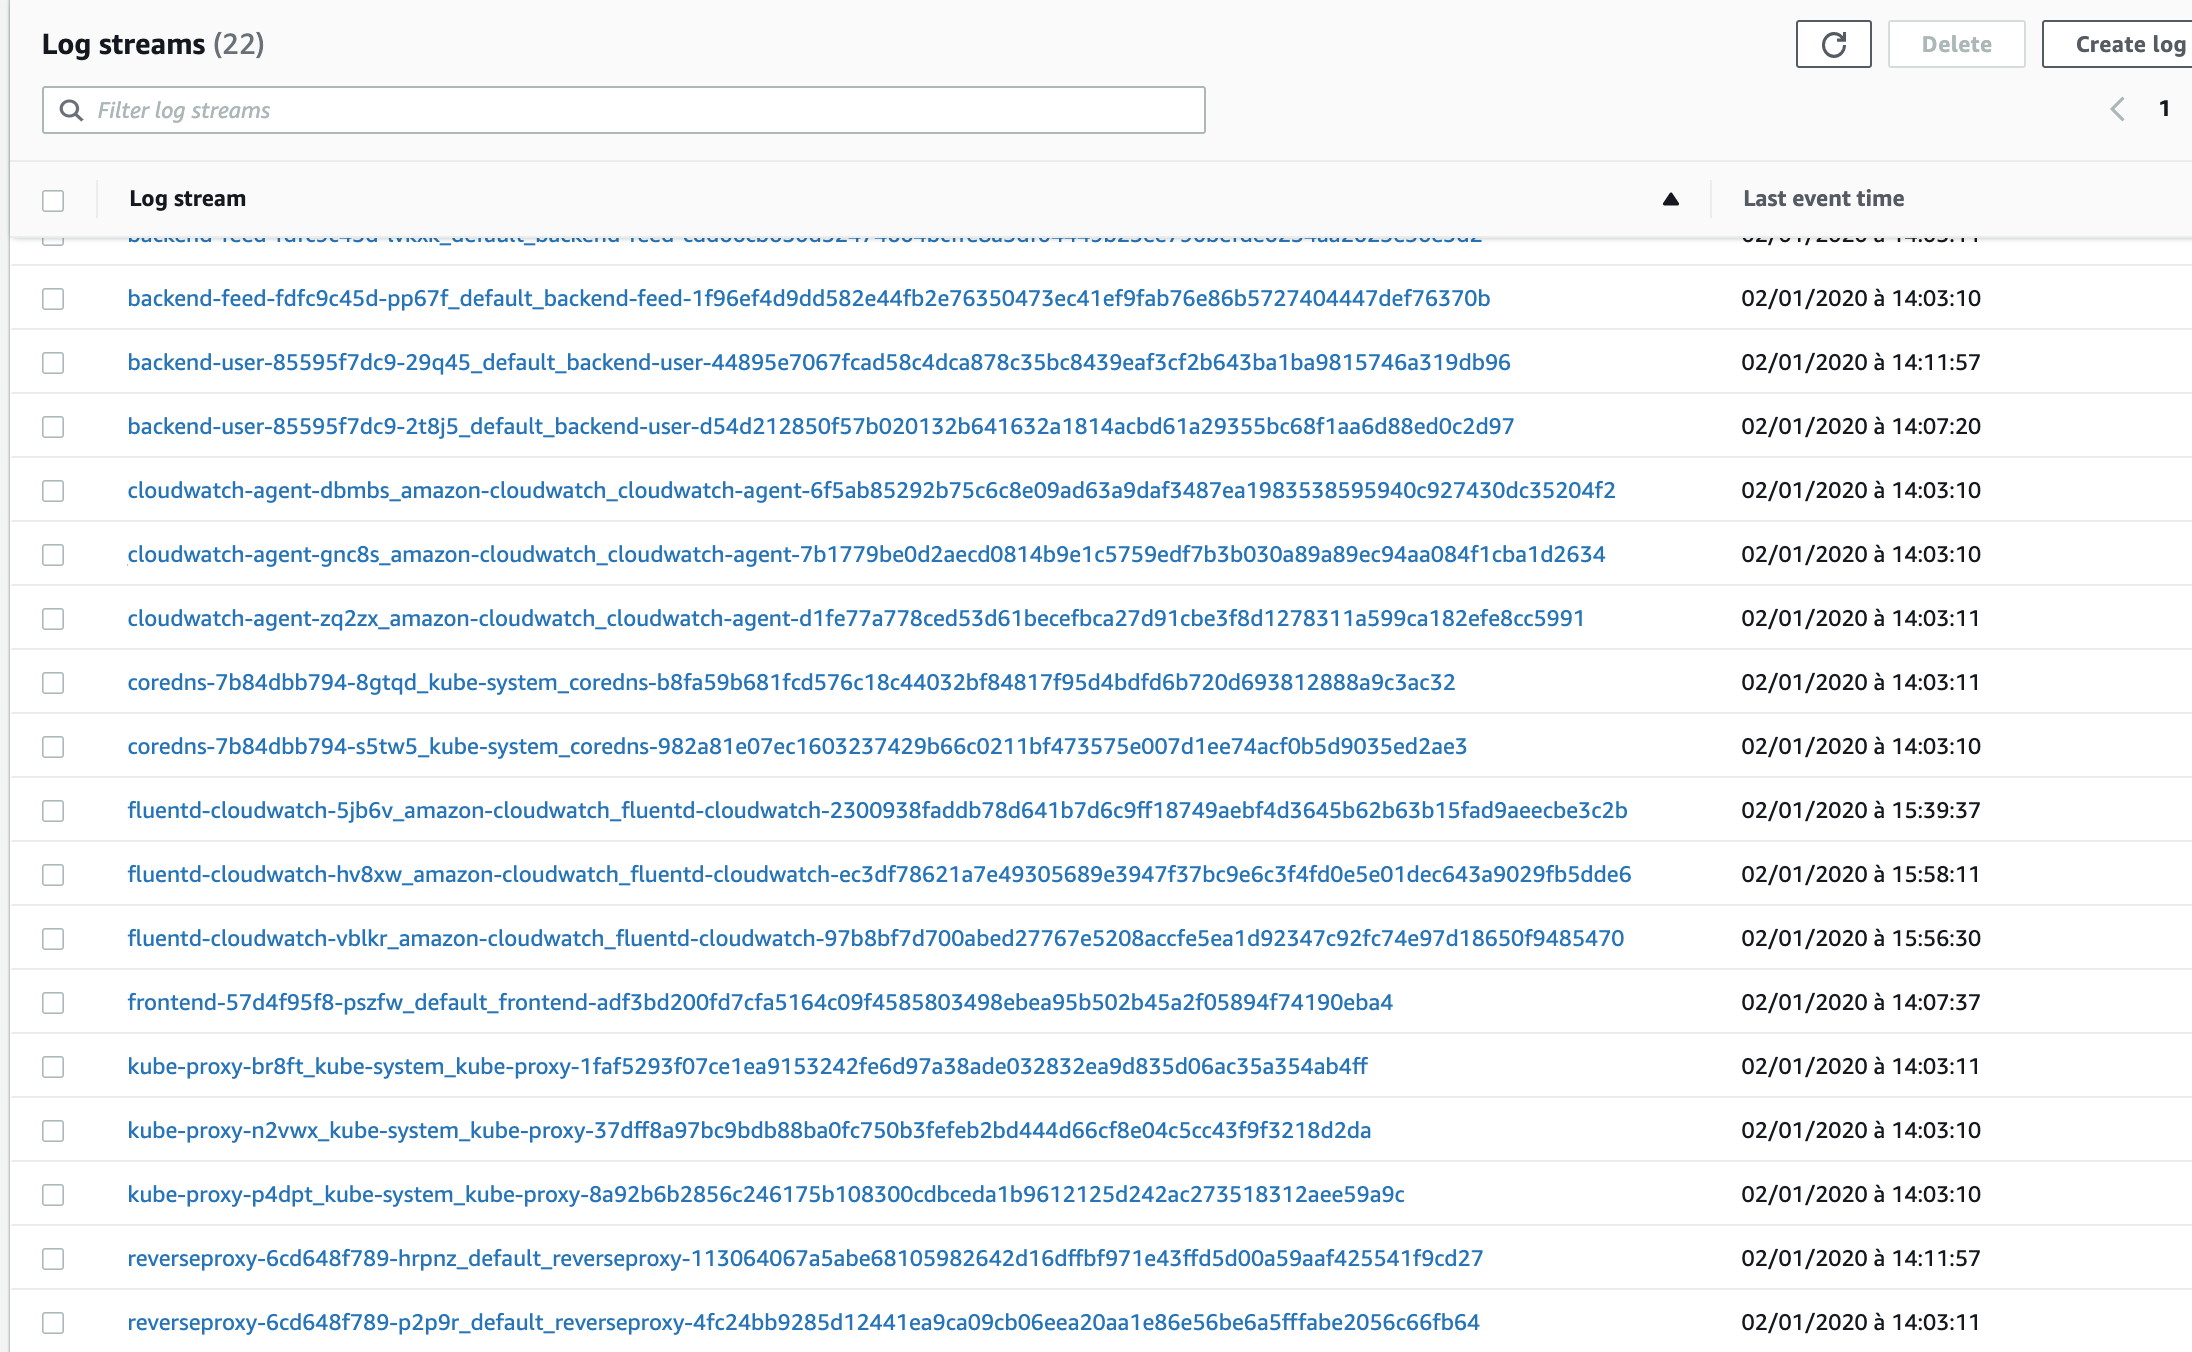 Log streams (22)
Delete
Create log
Filter log streams
1
Log stream
Last event time
backend-feed-fdfc9c45d-pp67f_default_backend-feed-1f96ef4d9dd582e44fb2e76350473ec41ef9fab76e86b5727404447def76370b 02/01/2020 à 14:03:10
backend-user-85595f7dc9-29q45_default_backend-user-44895e7067fcad58c4dca878c35bc8439eaf3cf2b643ba1ba9815746a319db96 02/01/2020 à 14:11:57
backend-user-85595f7dc9-2t8j5_default_backend-user-d54d212850f57b020132b641632a1814acbd61a29355bc68f1aa6d88ed0c2d97 02/01/2020 à 14:07:20
cloudwatch-agent-dbmbs_amazon-cloudwatch_cloudwatch-agent-6f5ab85292b75c6c8e09ad63a9daf3487ea1983538595940c927430dc35204f2 02/01/2020 à 14:03:10
cloudwatch-agent-gnc8s_amazon-cloudwatch_cloudwatch-agent-7b1779be0d2aecd0814b9e1c5759edf7b3b030a89a89ec94aa084f1cba1d2634 02/01/2020 à 14:03:10
cloudwatch-agent-zq2zx_amazon-cloudwatch_cloudwatch-agent-d1fe77a778ced53d61becefbca27d91cbe3f8d1278311a599ca182efe8cc5991 02/01/2020 à 14:03:11
coredns-7b84dbb794-8gtqd_kube-system_coredns-b8fa59b681fcd576c18c44032bf84817f95d4bdfd6b720d693812888a9c3ac32 02/01/2020 à 14:03:11
coredns-7b84dbb794-s5tw5_kube-system_coredns-982a81e07ec1603237429b66c0211bf473575e007d1ee74acf0b5d9035ed2ae3 02/01/2020 à 14:03:10
fluentd-cloudwatch-5jb6v_amazon-cloudwatch_fluentd-cloudwatch-2300938faddb78d641b7d6c9ff18749aebf4d3645b62b63b15fad9aeecbe3c2b 02/01/2020 à 15:39:37
fluentd-cloudwatch-hv8xw_amazon-cloudwatch_fluentd-cloudwatch-ec3df78621a7e49305689e3947f37bc9e6c3f4fd0e5e01dec643a9029fb5dde6 02/01/2020 à 15:58:11
fluentd-cloudwatch-vblkr_amazon-cloudwatch_fluentd-cloudwatch-97b8bf7d700abed27767e5208accfe5ea1d92347c92fc74e97d18650f9485470 02/01/2020 à 15:56:30
frontend-57d4f95f8-pszfw_default_frontend-adf3bd200fd7cfa5164c09f4585803498ebea95b502b45a2f05894f74190eba4 02/01/2020 à 14:07:37
kube-proxy-br8ft_kube-system_kube-proxy-1faf5293f07ce1ea9153242fe6d97a38ade032832ea9d835d06ac35a354ab4ff 02/01/2020 à 14:03:11
kube-proxy-n2vwx_kube-system_kube-proxy-37dff8a97bc9bdb88ba0fc750b3fefeb2bd444d66cf8e04c5cc43f9f3218d2da 02/01/2020 à 14:03:10
kube-proxy-p4dpt_kube-system_kube-proxy-8a92b6b2856c246175b108300cdbceda1b9612125d242ac273518312aee59a9c 02/01/2020 à 14:03:10
reverseproxy-6cd648f789-hrpnz_default_reverseproxy-113064067a5abe68105982642d16dffbf971e43ffd5d00a59aaf425541f9cd27 02/01/2020 à 14:11:57
reverseproxy-6cd648f789-p2p9r_default_reverseproxy-4fc24bb9285d12441ea9ca09cb06eea20aa1e86e56be6a5fffabe2056c66fb64 02/01/2020 à 14:03:11